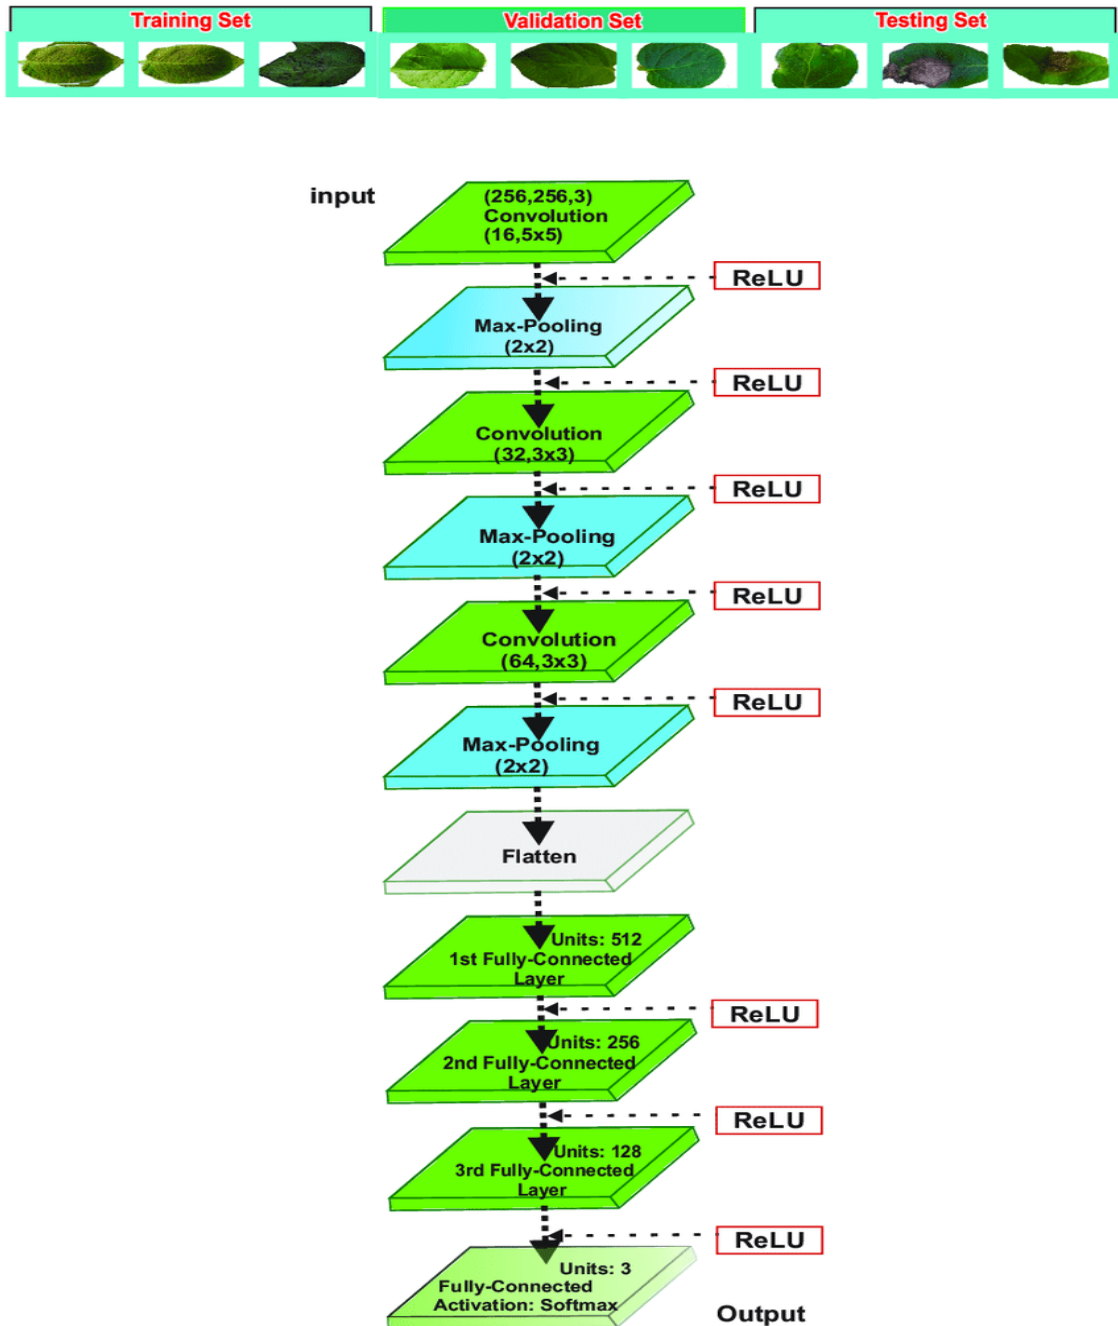 Training Set
Validation Set
Testing Set
input
(256,256,3)
Convolution
(16,5x5)
ReLU
Max-Pooling
(2x2)
ReLU
Convolution
(32,3x3)
ReLU
Max-Pooling
(2x2)
ReLU
Convolution
(64,3x3)
ReLU
Max-Pooling
(2x2)
Flatten
Units: 512
1st Fully-Connected
Layer
ReLU
Units: 256
2nd Fully-Connected
Layer
ReLU
Units: 128
3rd Fully-Connected
Layer
ReLU
Units: 3
Fully-Connected
Activation: Softmax
Output